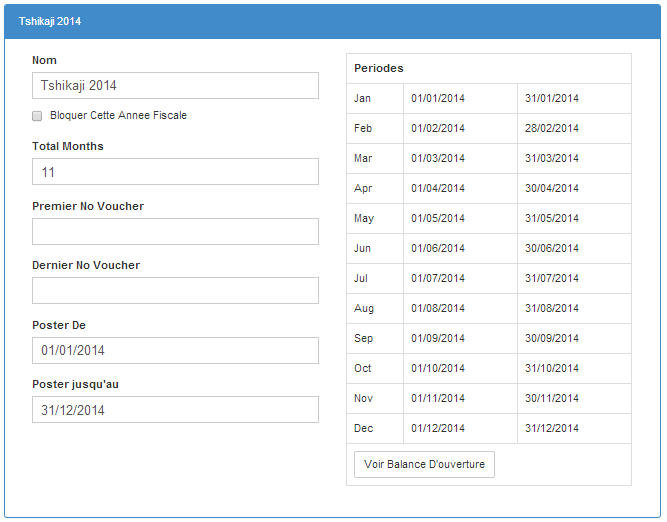 Tshikaji 2014
Nom
Tshikaji 2014
Bloquer Cette Annee Fiscale
Total Months
11
Premier No Voucher
Dernier No Voucher
Poster De
01/01/2014
Poster jusqu'au
31/12/2014
Periodes
Jan 01/01/2014 31/01/2014
Feb 01/02/2014 28/02/2014
Mar 01/03/2014 31/03/2014
Apr 01/04/2014 30/04/2014
May 01/05/2014 31/05/2014
Jun 01/06/2014 30/06/2014
Jul 01/07/2014 31/07/2014
Aug 01/08/2014 31/08/2014
Sep 01/09/2014 30/09/2014
Oct 01/10/2014 31/10/2014
Nov 01/11/2014 30/11/2014
Dec 01/12/2014 31/12/2014
Voir Balance D'ouverture